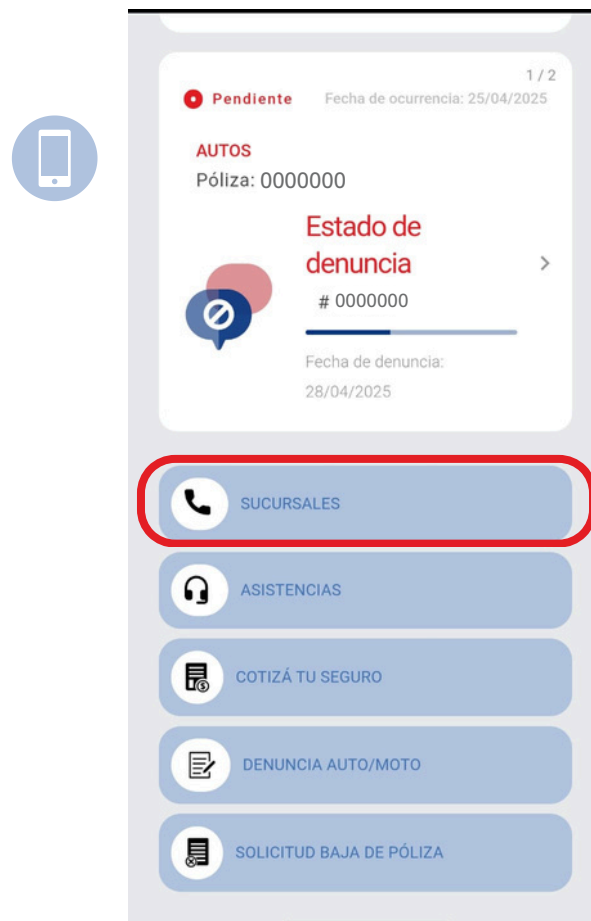 1 / 2
Pendiente Fecha de ocurrencia: 25/04/2025
AUTOS
Póliza: 0000000
Estado de
denuncia
# 0000000
Fecha de denuncia:
28/04/2025
SUCURSALES
ASISTENCIAS
COTIZÁ TU SEGURO
DENUNCIA AUTO/MOTO
SOLICITUD BAJA DE PÓLIZA